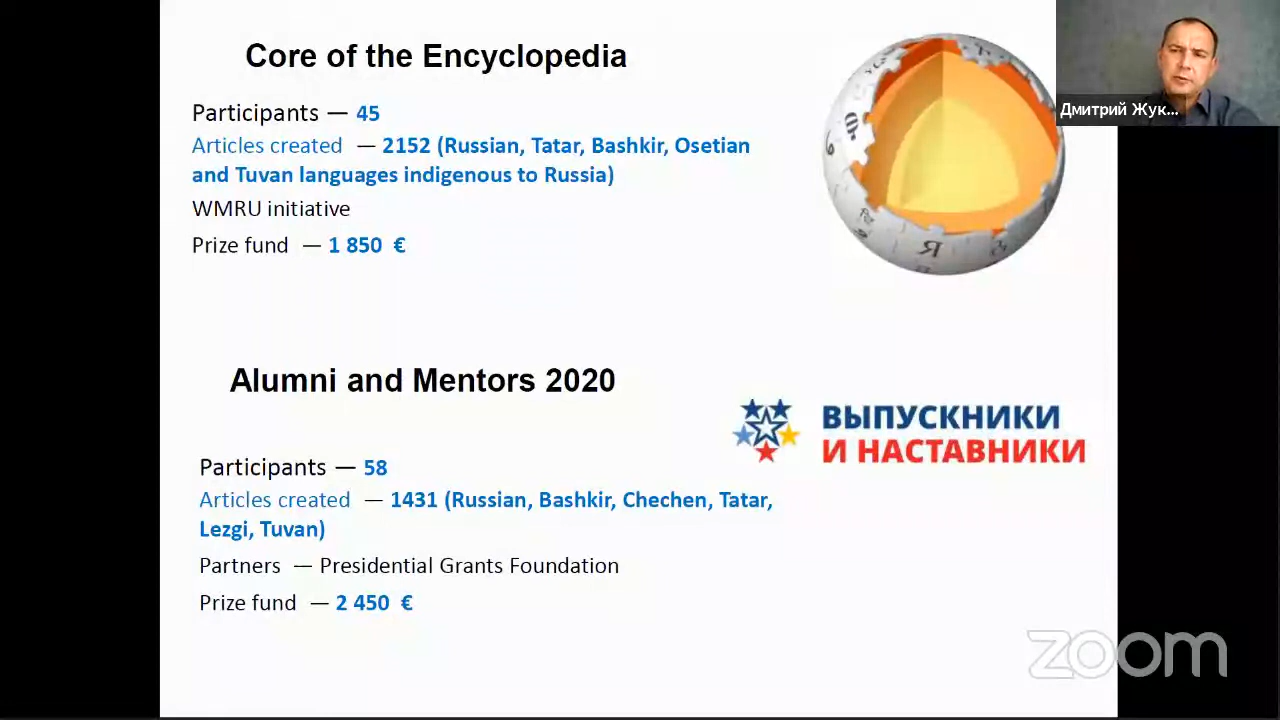 Core of the Encyclopedia
Participants — 45
Articles created — 2152 (Russian, Tatar, Bashkir, Osetian
and Tuvan languages indigenous to Russia)
WMRU initiative
Prize fund — 1 850 €
Я
Дмитрий Жук...
Alumni and Mentors 2020
ВЫПУСКНИКИ
И НАСТАВНИКИ
Participants — 58
Articles created — 1431 (Russian, Bashkir, Chechen, Tatar,
Lezgi, Tuvan)
Partners — Presidential Grants Foundation
Prize fund — 2 450 €
zoom